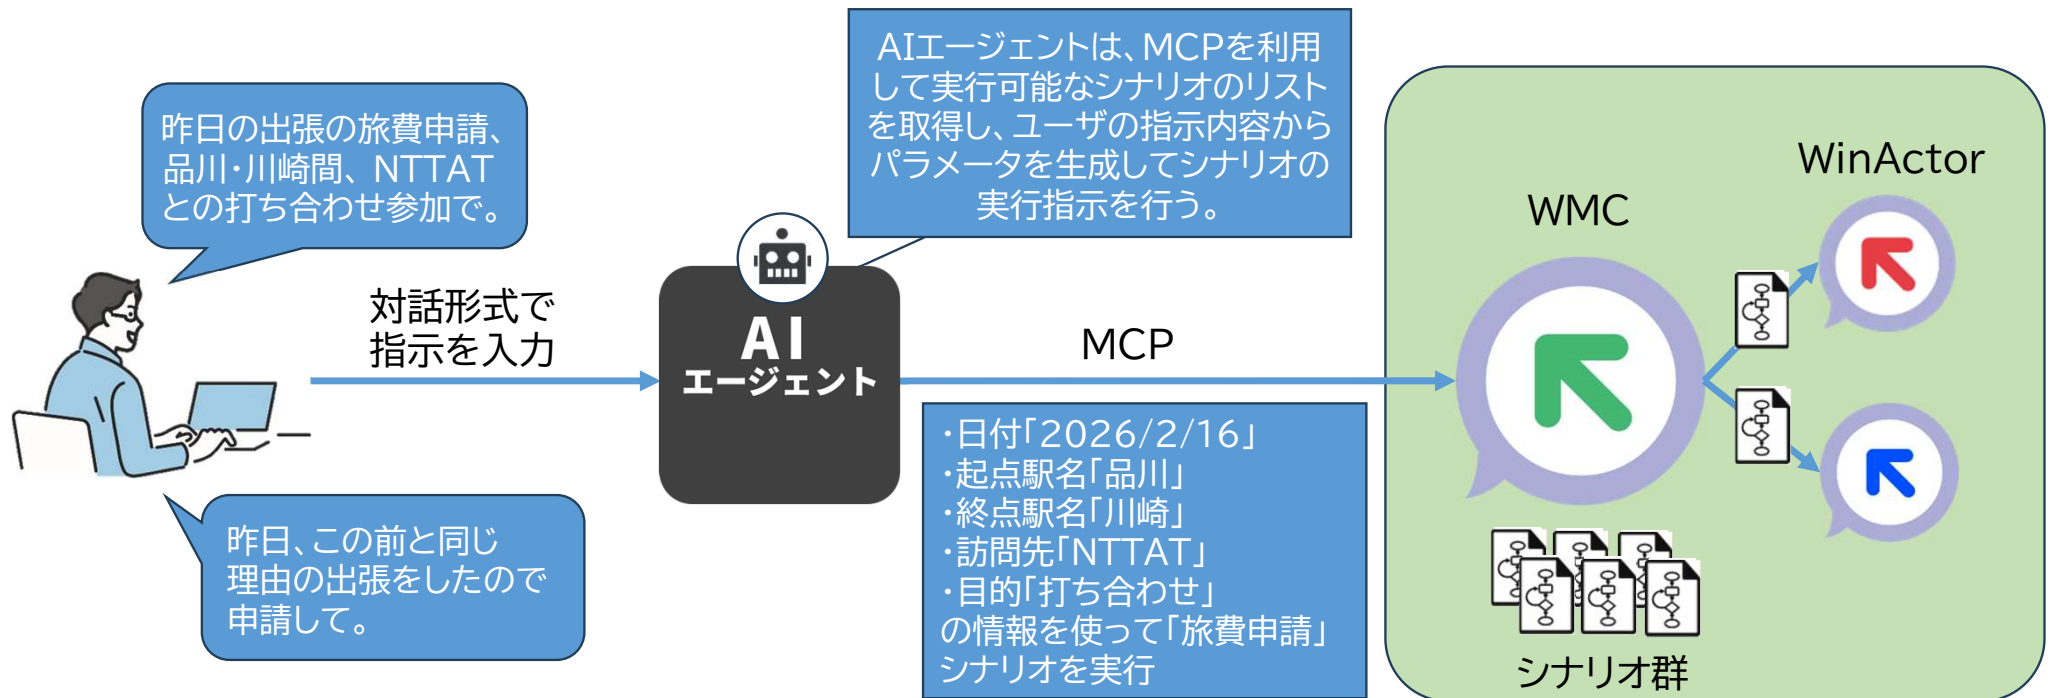 昨日の出張の旅費申請、
品川・川崎間、NTTAT
との打ち合わせ参加で。
対話形式で
指示を入力
昨日、この前と同じ
理由の出張をしたので
申請して。
AIエージェントは、MCPを利用
して実行可能なシナリオのリスト
を取得し、ユーザの指示内容から
パラメータを生成してシナリオの
実行指示を行う。
AI
エージェント
MCP
・日付「2026/2/16」
・起点駅名「品川」
・終点駅名「川崎」
・訪問先「NTTAT」
・目的「打ち合わせ」
の情報を使って「旅費申請」
シナリオを実行
WMC
WinActor
シナリオ群